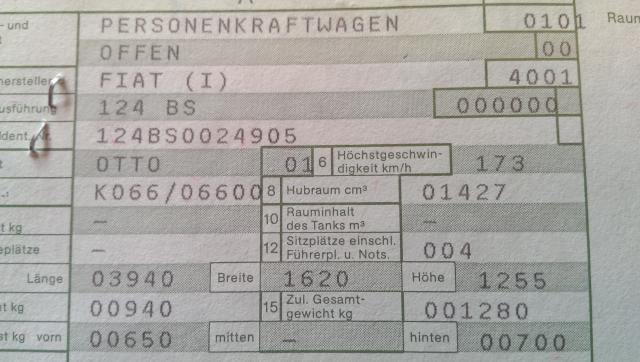 - und PERSONENKRAFTWAGEN 0101 Raum
OFFEN 00
hersteller FIAT (I) 4001
usführung 124 BS 000000
dent. 124BS0024905
OTTO 01 6 Höchstgeschwin-
digkeit km/h 173
K066/06600 8 Hubraum cm³ 01427
kg — 10 Rauminhalt
des Tanks m³ —
eplätze — 12 Sitzplätze einschl.
Führerpl. u. Nots. 004
Länge 03940 Breite 1620 Höhe 1255
kg 00940 15 Zul. Gesamt-
gewicht kg 001280
st kg vorn 00650 mitten — hinten 00700